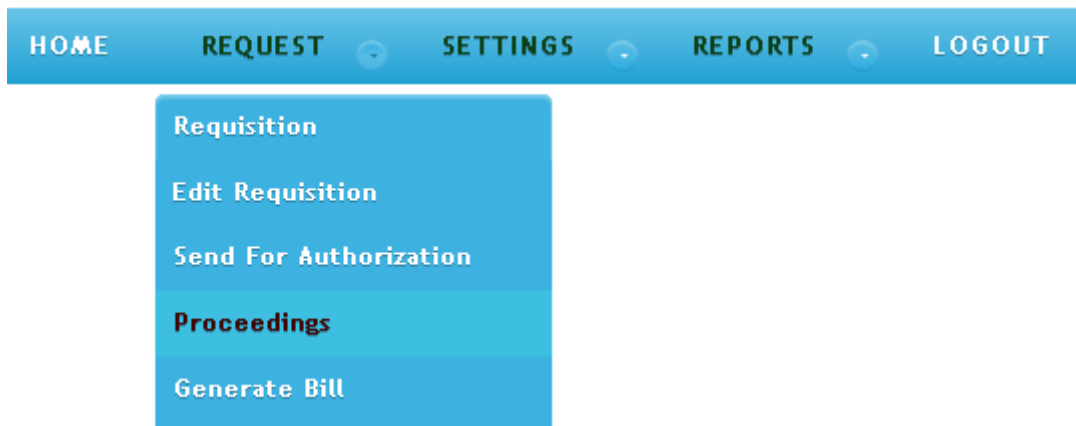 HOME REQUEST SETTINGS REPORTS LOGOUT
Requisition
Edit Requisition
Send For Authorization
Proceedings
Generate Bill